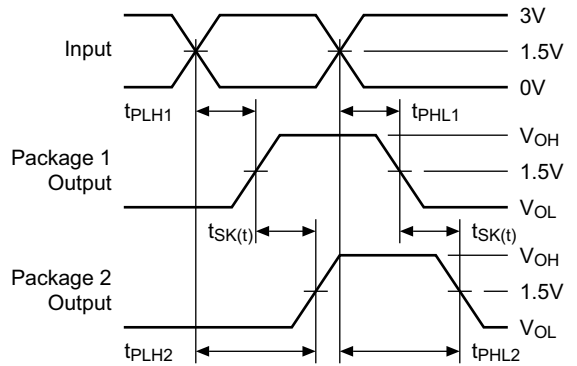 3V
Input
1.5V
0V
tPLH1
tPHL1
VOH
Package 1
Output
1.5V
VOL
tSK(t)
tSK(t)
VOH
Package 2
Output
1.5V
VOL
tPLH2
tPHL2